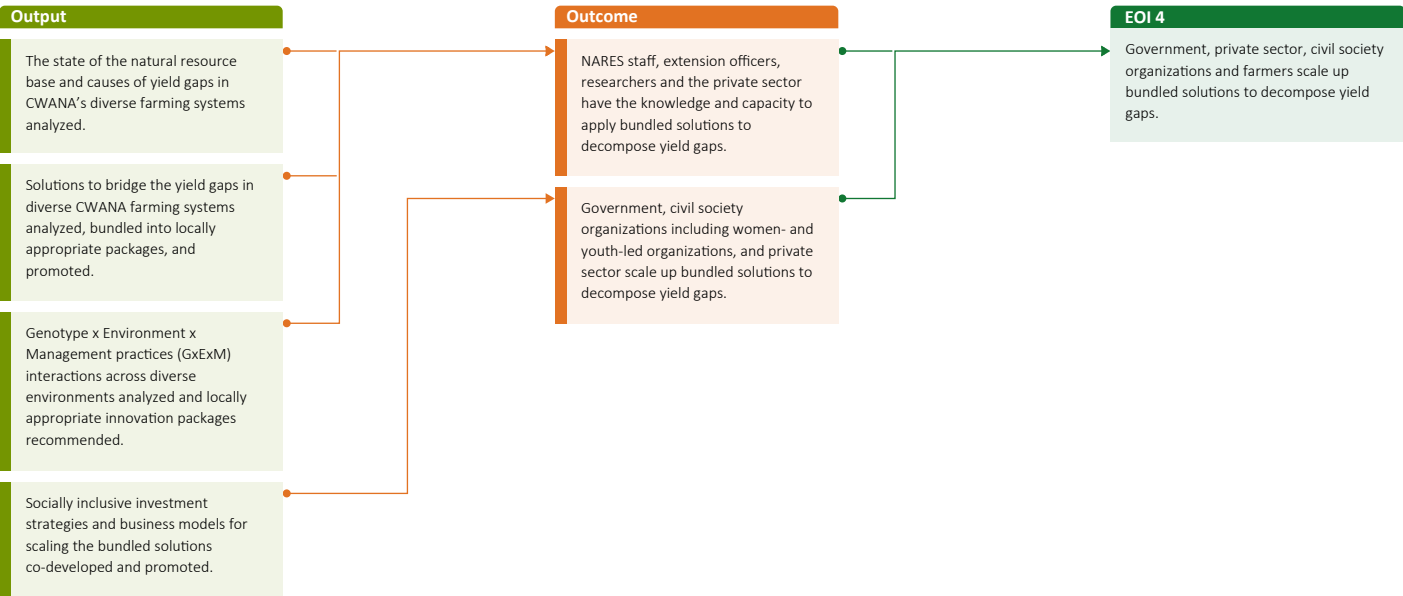 Output
The state of the natural resource
base and causes of yield gaps in
CWANA’s diverse farming systems
analyzed.
Solutions to bridge the yield gaps in
diverse CWANA farming systems
analyzed, bundled into locally
appropriate packages, and
promoted.
Genotype x Environment x
Management practices (GxExM)
interactions across diverse
environments analyzed and locally
appropriate innovation packages
recommended.
Socially inclusive investment
strategies and business models for
scaling the bundled solutions
co-developed and promoted.
Outcome
NARES staff, extension officers,
researchers and the private sector
have the knowledge and capacity to
apply bundled solutions to
decompose yield gaps.
Government, civil society
organizations including women- and
youth-led organizations, and private
sector scale up bundled solutions to
decompose yield gaps.
EOI 4
Government, private sector, civil society
organizations and farmers scale up
bundled solutions to decompose yield
gaps.